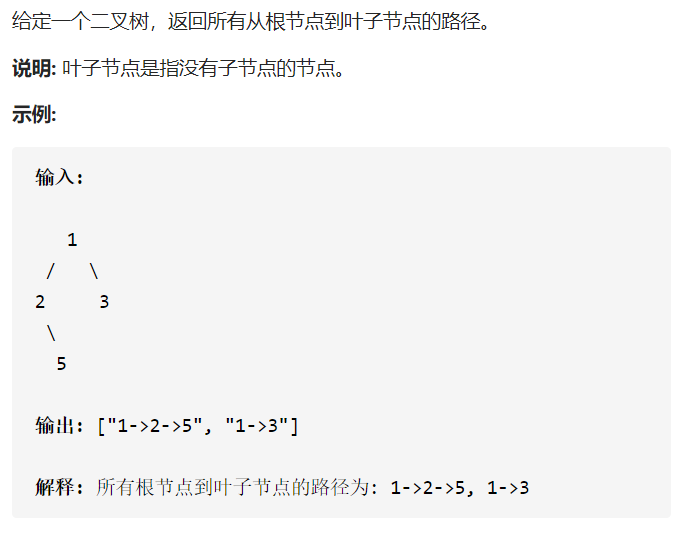 给定一个二叉树，返回所有从根节点到叶子节点的路径。
说明: 叶子节点是指没有子节点的节点。
示例:
输入:
   1
 /   \
2     3
 \
  5
输出: ["1->2->5", "1->3"]
解释: 所有根节点到叶子节点的路径为: 1->2->5, 1->3